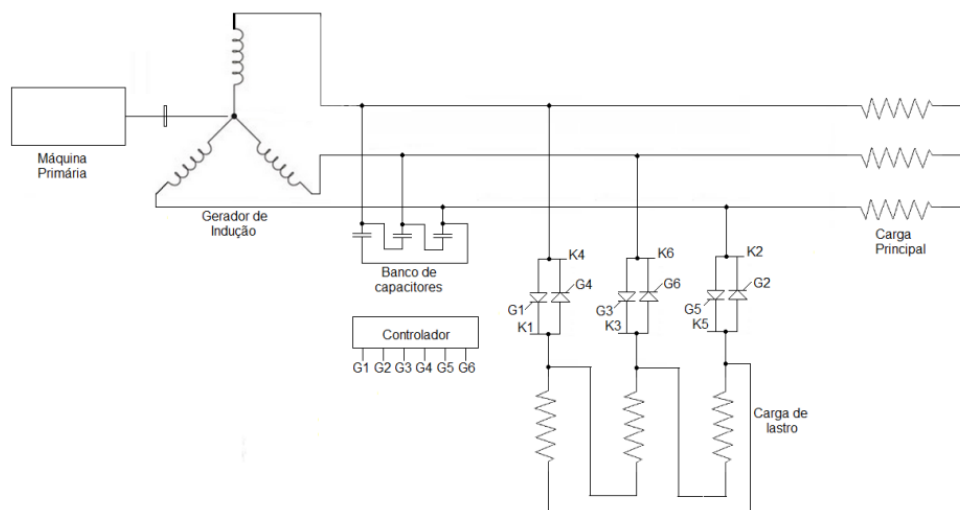 Máquina
Primária
Gerador de
Indução
Banco de
capacitores
Controlador
G1 G2 G3 G4 G5 G6
K4
G4
G1
K1
K6
G6
G3
K3
K2
G2
G5
K5
Carga
Principal
Carga de
lastro